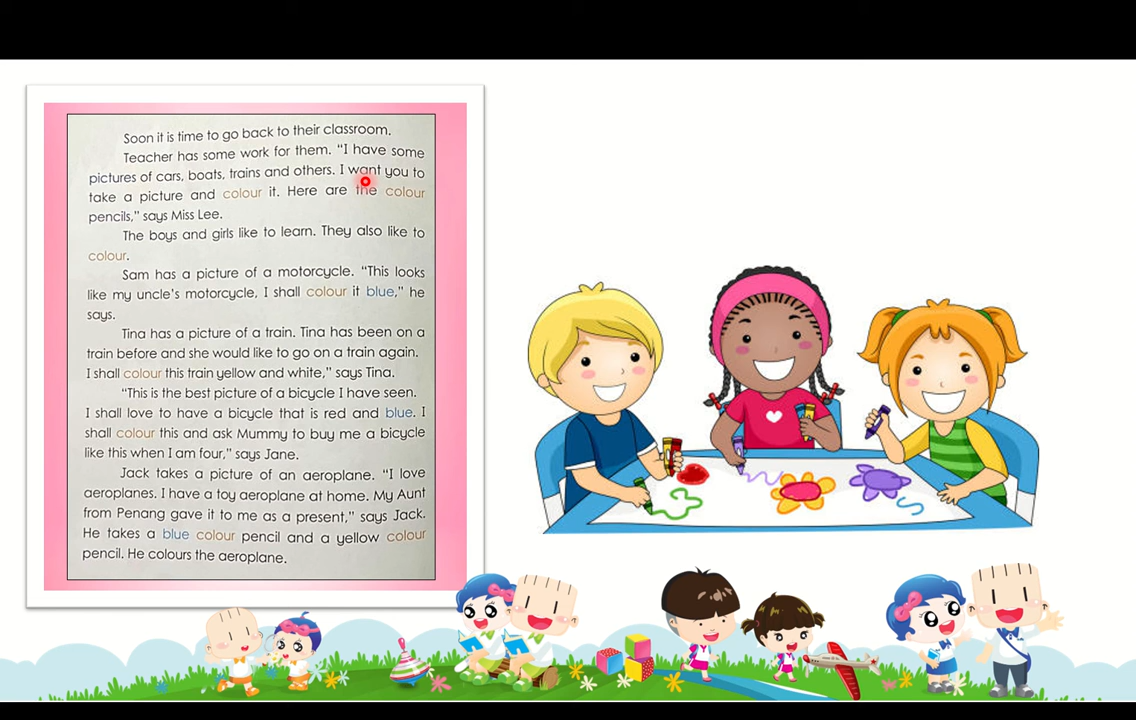 Soon it is time to go back to their classroom.
Teacher has some work for them. "I have some
pictures of cars, boats, trains and others. I want you to
take a picture and colour it. Here are the colour
pencils," says Miss Lee.
The boys and girls like to learn. They also like to
colour.
Sam has a picture of a motorcycle. "This looks
like my uncle's motorcycle, I shall colour it blue," he
says.
Tina has a picture of a train. Tina has been on a
train before and she would like to go on a train again.
I shall colour this train yellow and white," says Tina.
"This is the best picture of a bicycle I have seen.
I shall love to have a bicycle that is red and blue. I
shall colour this and ask Mummy to buy me a bicycle
like this when I am four," says Jane.
Jack takes a picture of an aeroplane. "I love
aeroplanes. I have a toy aeroplane at home. My Aunt
from Penang gave it to me as a present," says Jack.
He takes a blue colour pencil and a yellow colour
pencil. He colours the aeroplane.